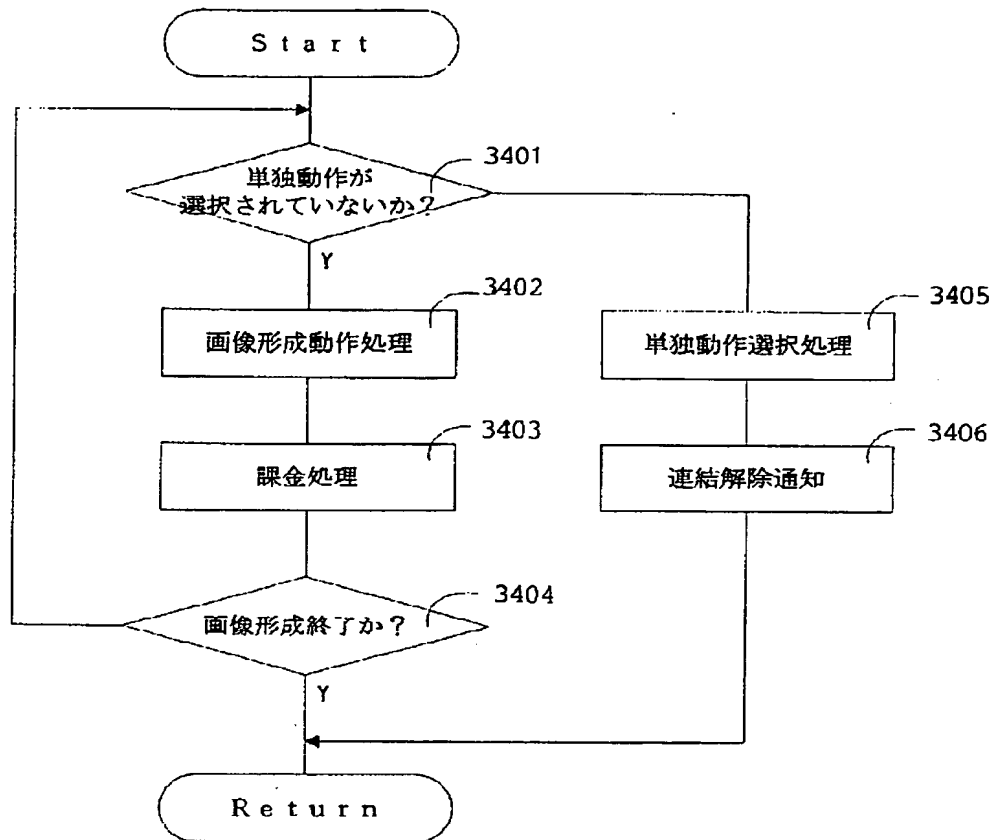 Start
単独動作が
選択されていないか？
3401
Y
画像形成動作処理
3402
単独動作選択処理
3405
課金処理
3403
連結解除通知
3406
画像形成終了か？
3404
Y
Return